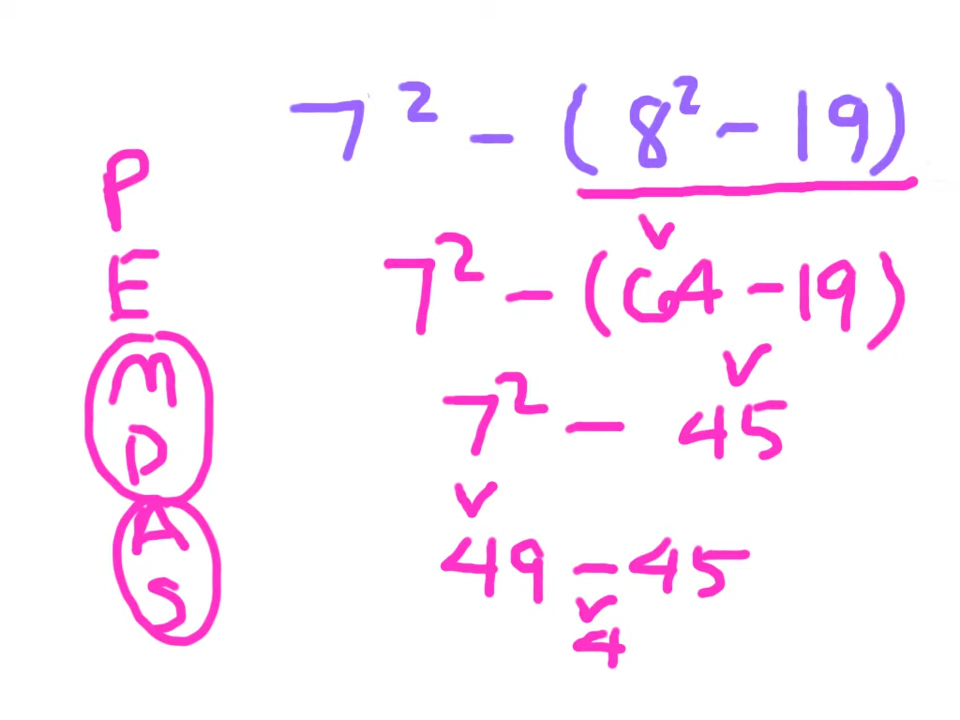 7² - (8² - 19)
P
E
M
D
A
S
7² - (64 - 19)
7² - 45
49 - 45
4